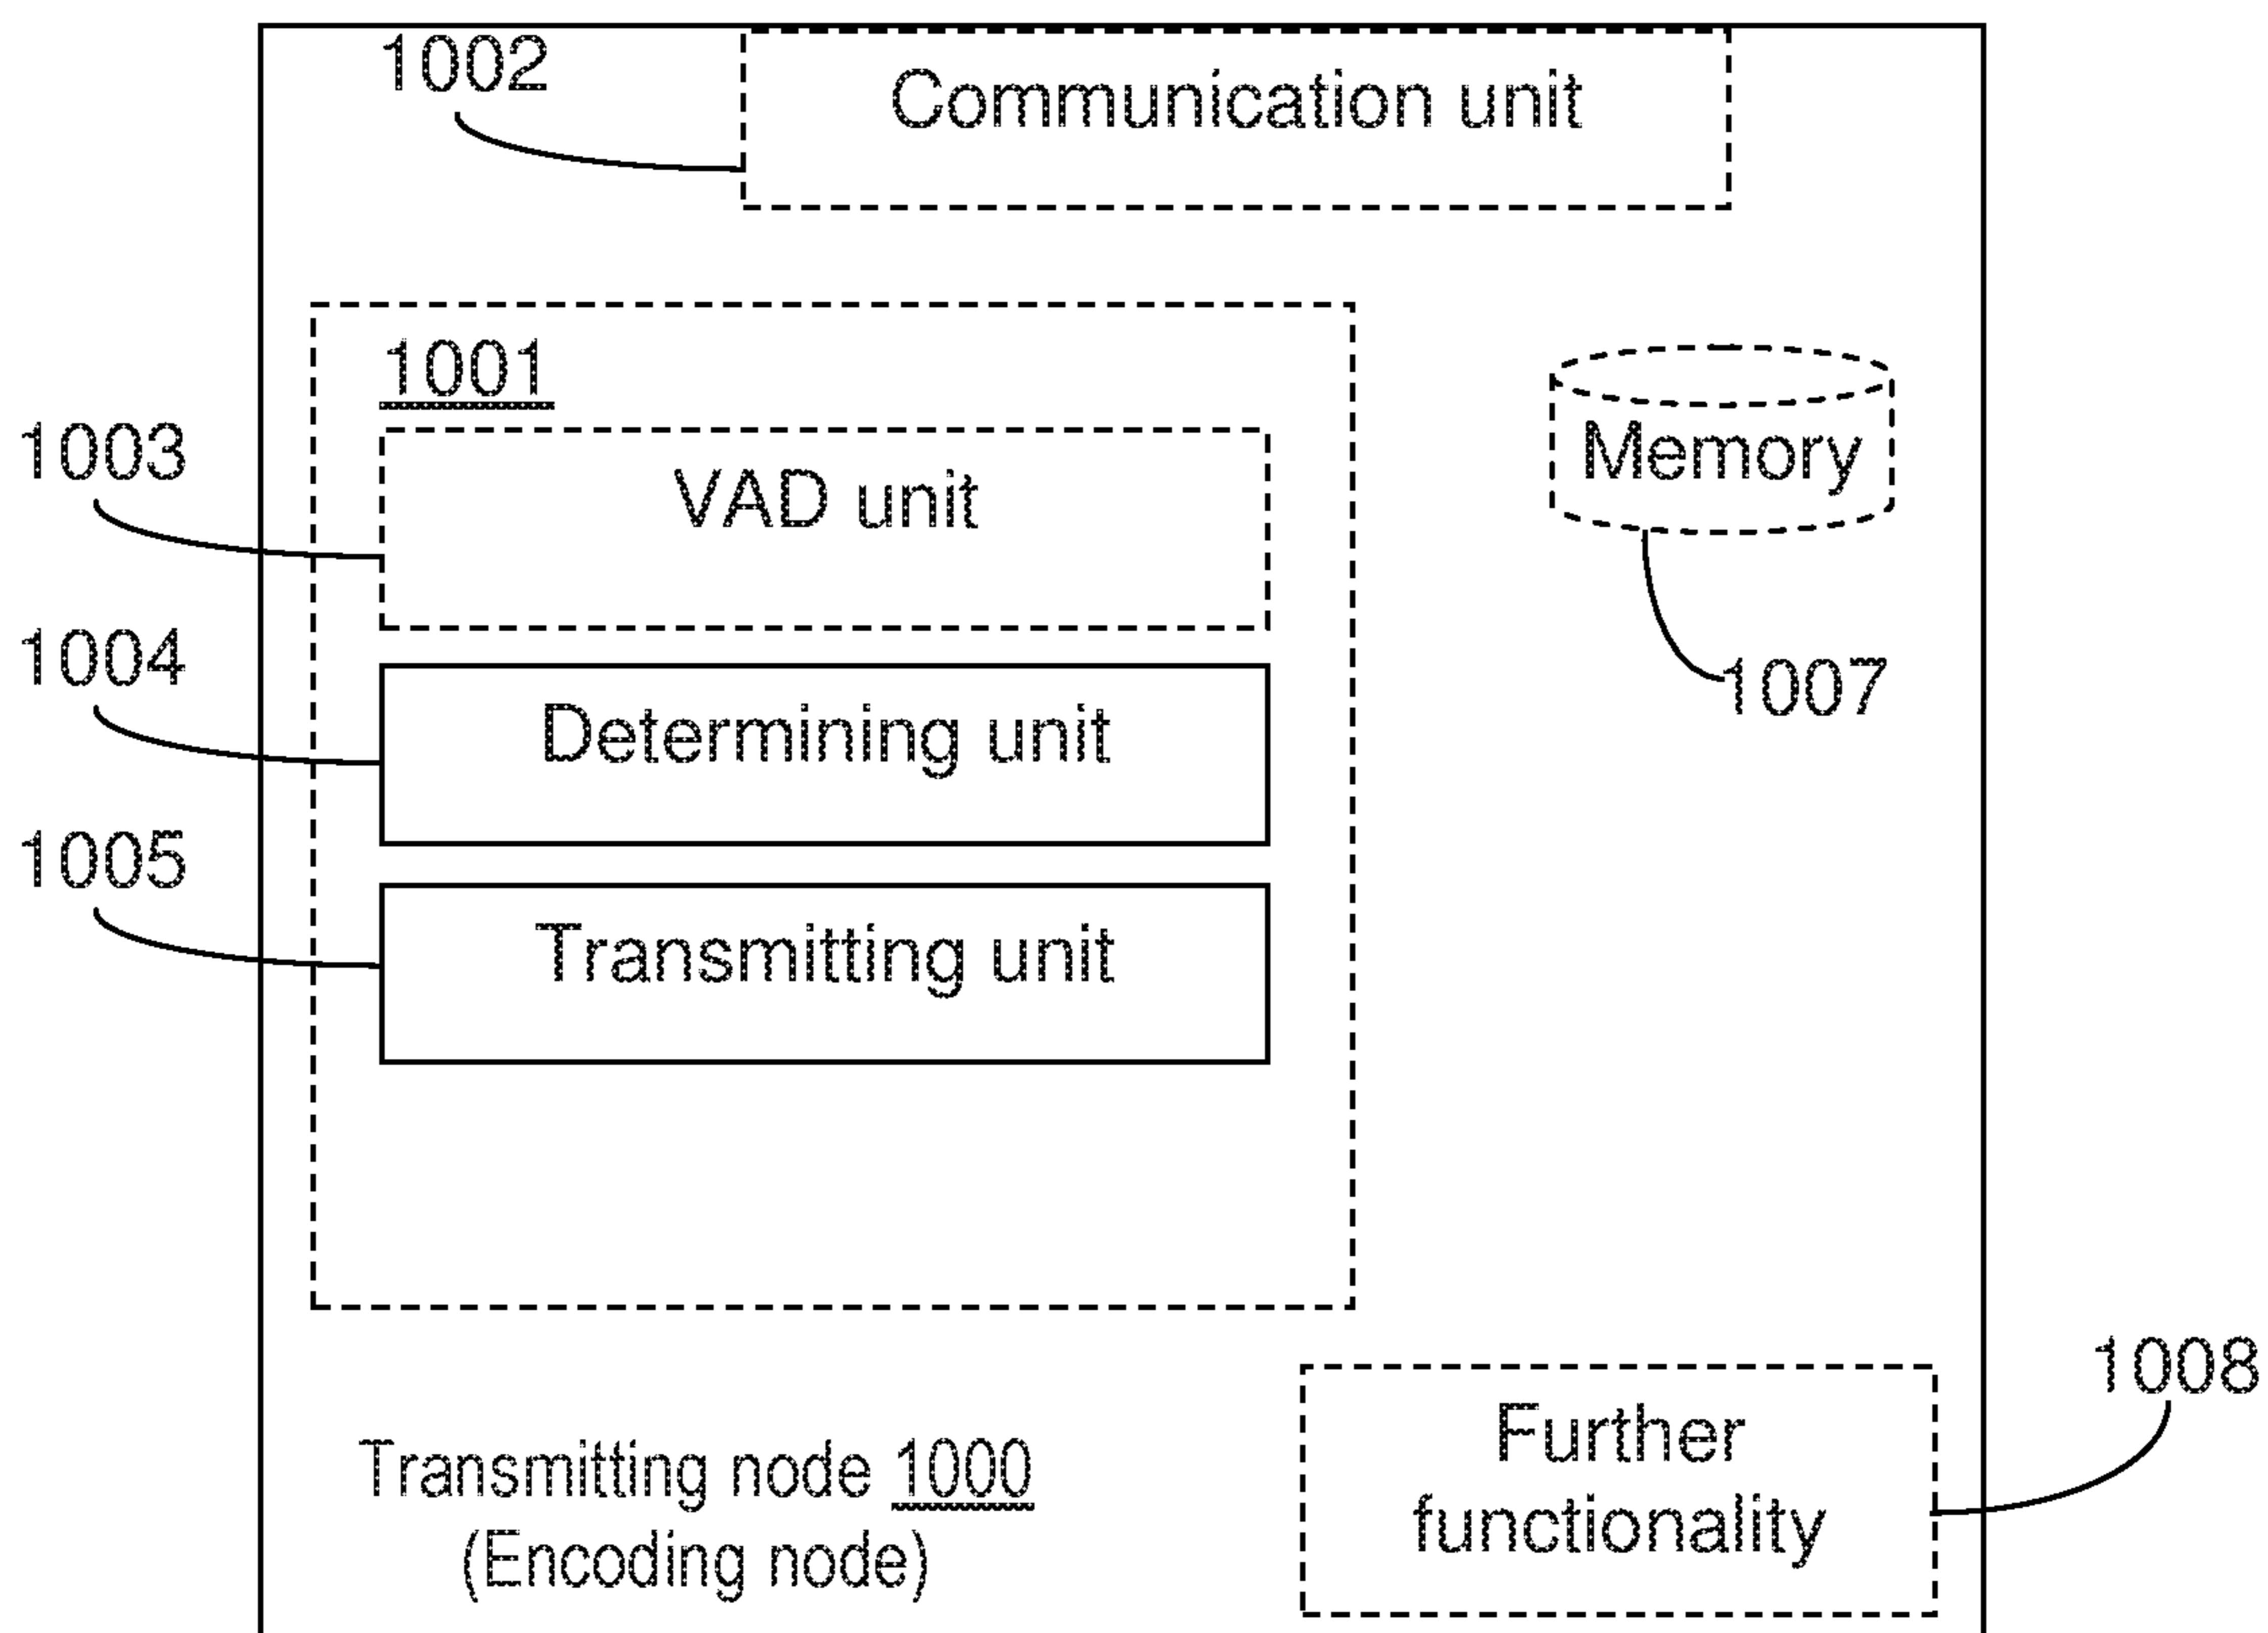 1002
Communication unit
1001
1003
VAD unit
Memory
1004
1007
Determining unit
1005
Transmitting unit
1008
Further
functionality
Transmitting node 1000
(Encoding node)